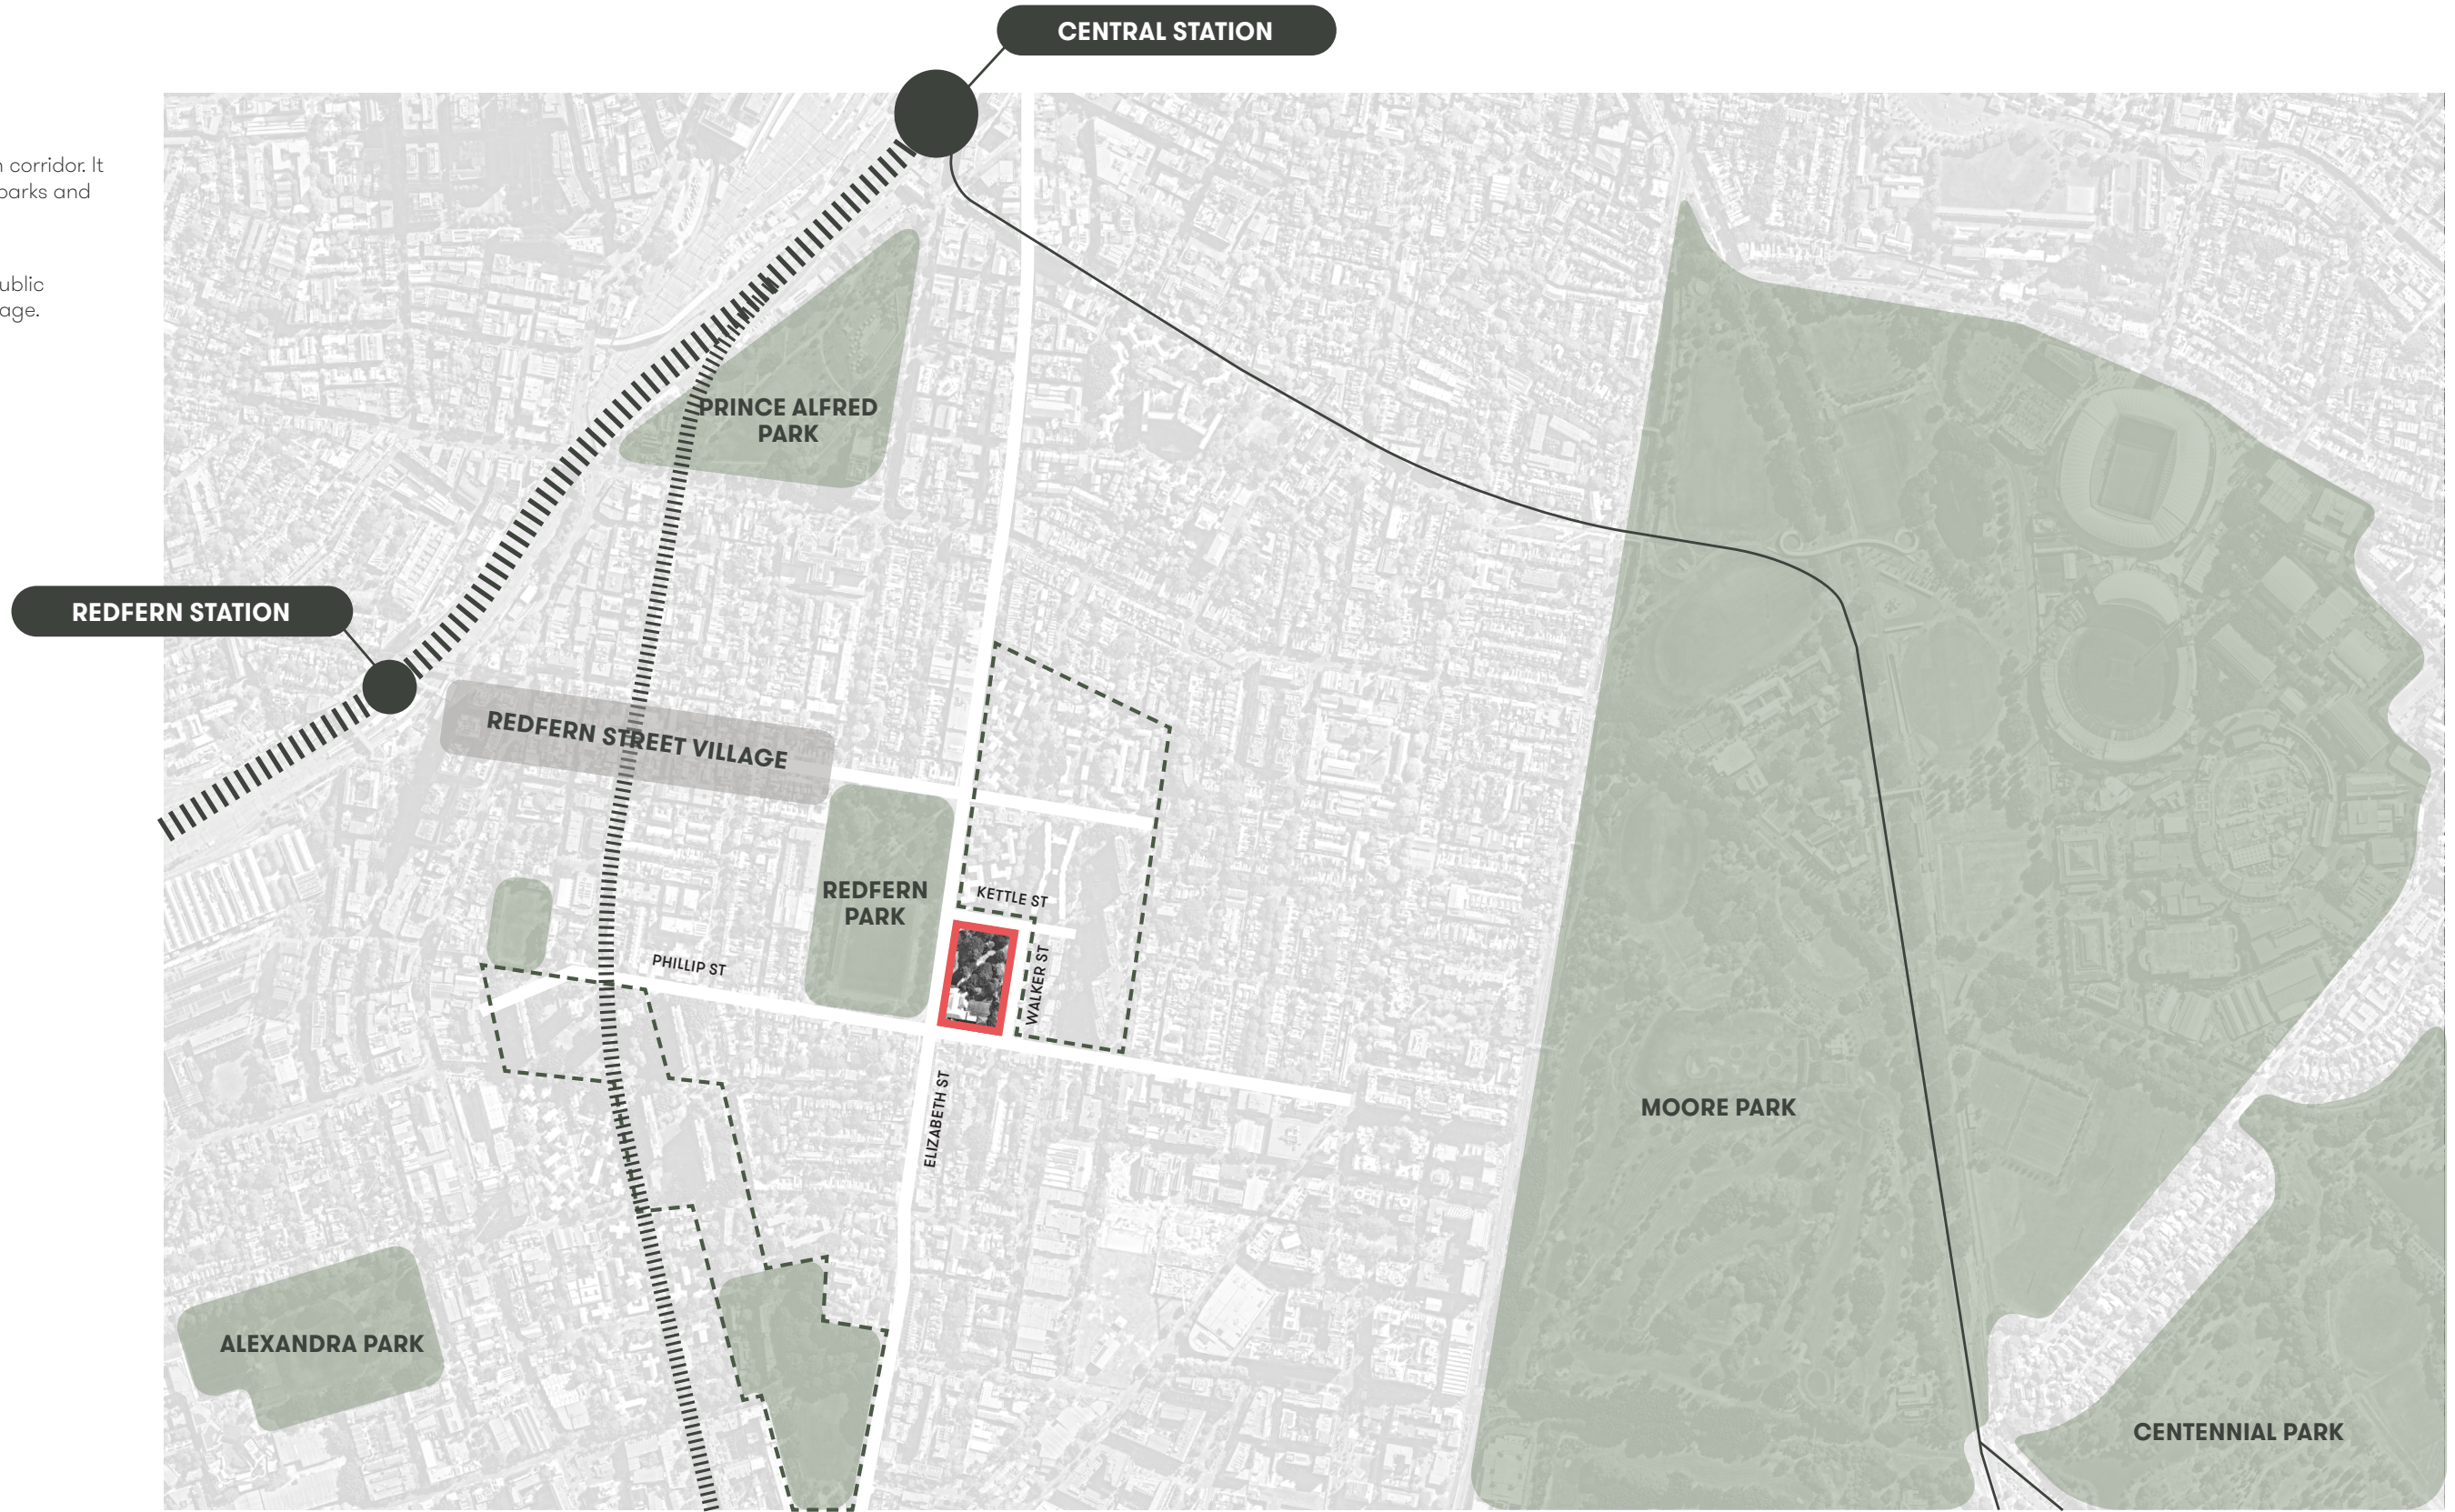 CENTRAL STATION
corridor. It
parks and
age.
PRINCE ALFRED
PARK
REDFERN STATION
REDFERN STREET VILLAGE
REDFERN
PARK
KETTLE ST
WALKER ST
PHILLIP ST
ELIZABETH ST
MOORE PARK
ALEXANDRA PARK
CENTENNIAL PARK